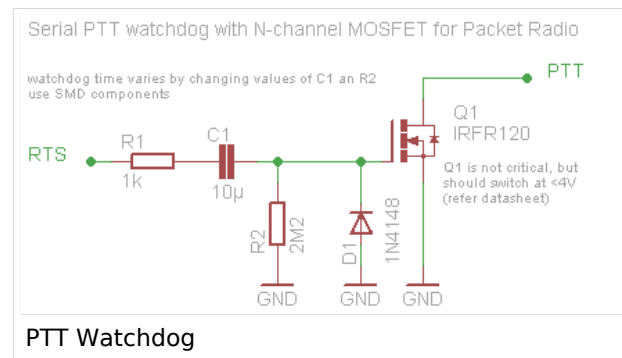 Serial PTT watchdog with N-channel MOSFET for Packet Radio
watchdog time varies by changing values of C1 an R2
use SMD components
PTT
Q1
IRFR120
Q1 is not critical, but
should switch at <4V
(refer datasheet)
RTS
R1
1k
C1
10µ
R2
2M2
D1
1N4148
GND
GND
GND
PTT Watchdog